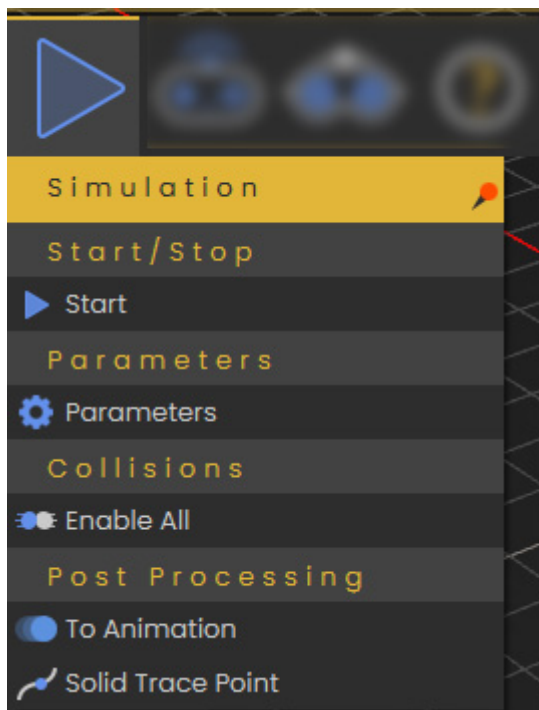 Simulation
Start/Stop
Start
Parameters
Parameters
Collisions
Enable All
Post Processing
To Animation
Solid Trace Point